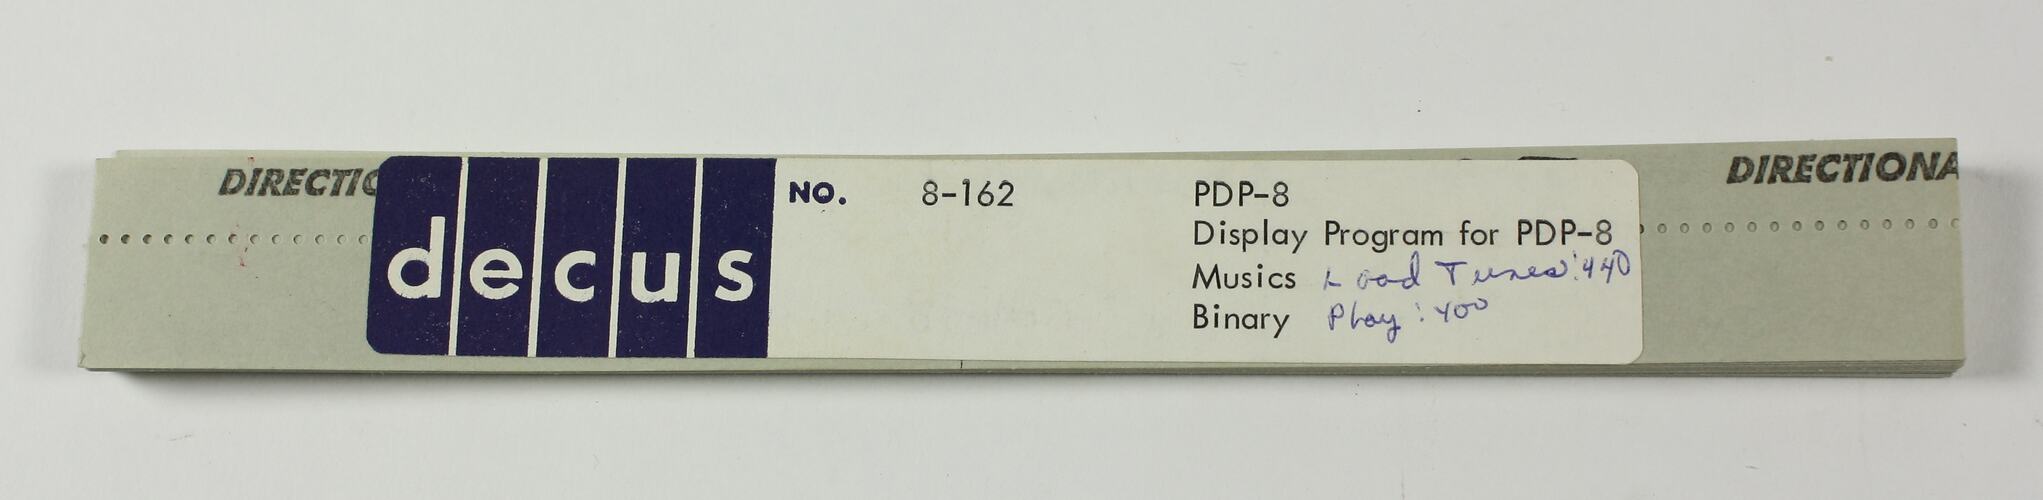 DIRECTIO
decus
NO. 8-162
PDP-8
Display Program for PDP-8
Musics Load Tunes: 440
Binary Play: 400
DIRECTIONA